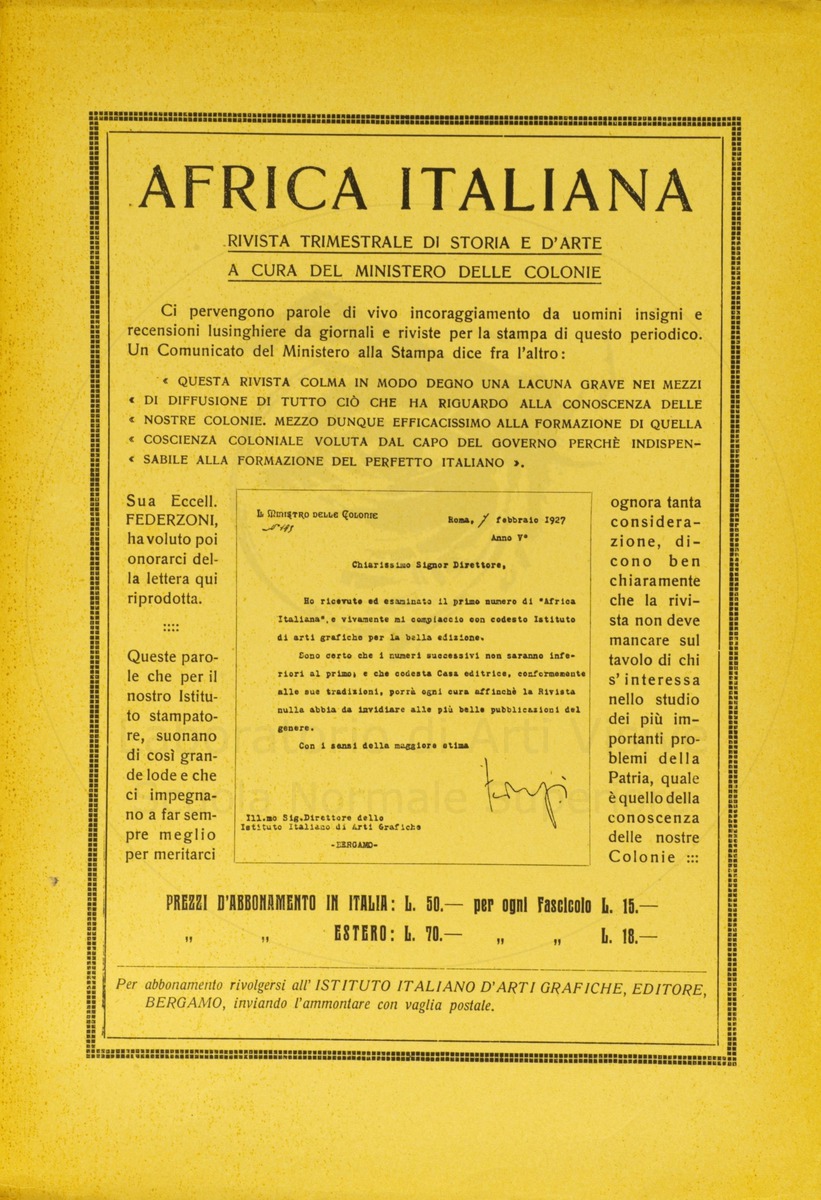 AFRICA ITALIANA
RIVISTA TRIMESTRALE DI STORIA E D'ARTE
A CURA DEL MINISTERO DELLE COLONIE
Ci pervengono parole di vivo incoraggiamento da uomini insigni e
recensioni lusinghiere da giornali e riviste per la stampa di questo periodico.
Un Comunicato del Ministero alla Stampa dice fra l'altro:
« QUESTA RIVISTA COLMA IN MODO DEGNO UNA LACUNA GRAVE NEI MEZZI
« DI DIFFUSIONE DI TUTTO CIÒ CHE HA RIGUARDO ALLA CONOSCENZA DELLE
« NOSTRE COLONIE. MEZZO DUNQUE EFFICACISSIMO ALLA FORMAZIONE DI QUELLA
« COSCIENZA COLONIALE VOLUTA DAL CAPO DEL GOVERNO PERCHÈ INDISPEN-
« SABILE ALLA FORMAZIONE DEL PERFETTO ITALIANO ».
Sua Eccell.
FEDERZONI,
ha voluto poi
onorarci del-
la lettera qui
riprodotta.
::::
Queste paro-
le che per il
nostro Istitu-
to stampato-
re, suonano
di così gran-
de lode e che
ci impegna-
no a far sem-
pre meglio
per meritarci
IL MINISTRO DELLE COLONIE
Roma, febbraio 1927
Anno V°
Chiarissimo Signor Direttore,
Ho ricevute ed esaminato il primo numero di "Africa
Italiana", e vivamente mi compiaccio con codesto Istituto
di arti grafiche per la bella edizione.
Sono certo che i numeri successivi non saranno infe-
riori al primo; e che codesta Casa editrice, conformemente
alle sue tradizioni, porrà ogni cura affinchè la Rivista
nulla abbia da invidiare alle più belle pubblicazioni del
genere.
Con i sensi della maggiore stima
Ill.mo Sig.Direttore dello
Istituto Italiano di Arti Grafiche
-BERGAMO-
ognora tanta
considera-
zione, di-
cono ben
chiaramente
che la rivi-
sta non deve
mancare sul
tavolo di chi
s'interessa
nello studio
dei più im-
portanti pro-
blemi della
Patria, quale
è quello della
conoscenza
delle nostre
Colonie :::
PREZZI D'ABBONAMENTO IN ITALIA: L. 50.— per ogni Fascicolo L. 15.—
„ „ ESTERO: L. 70.— „ „ L. 18.—
Per abbonamento rivolgersi all' ISTITUTO ITALIANO D'ARTI GRAFICHE, EDITORE,
BERGAMO, inviando l'ammontare con vaglia postale.